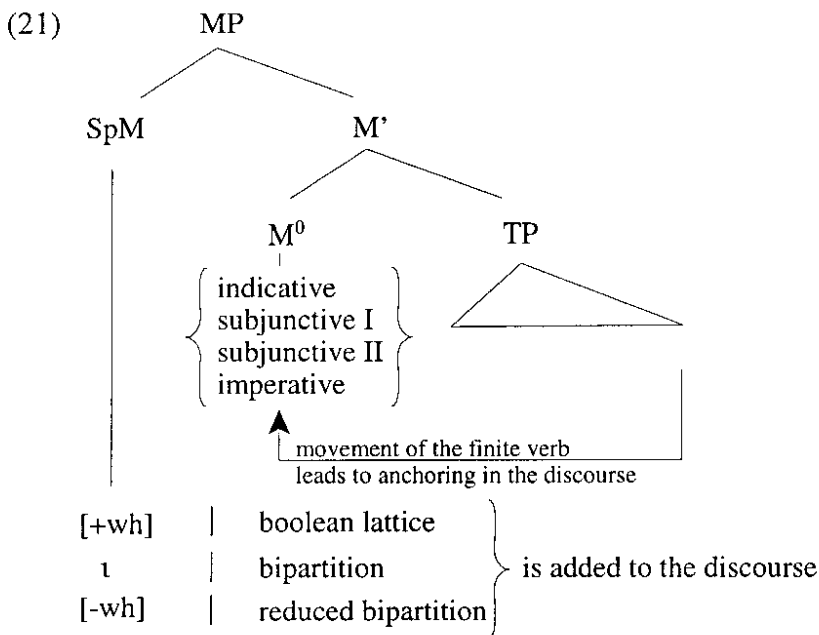 (21) MP
SpM M’
M⁰ TP
indicative
subjunctive I
subjunctive II
imperative
movement of the finite verb
leads to anchoring in the discourse
[+wh] | boolean lattice
ɩ | bipartition } is added to the discourse
[-wh] | reduced bipartition